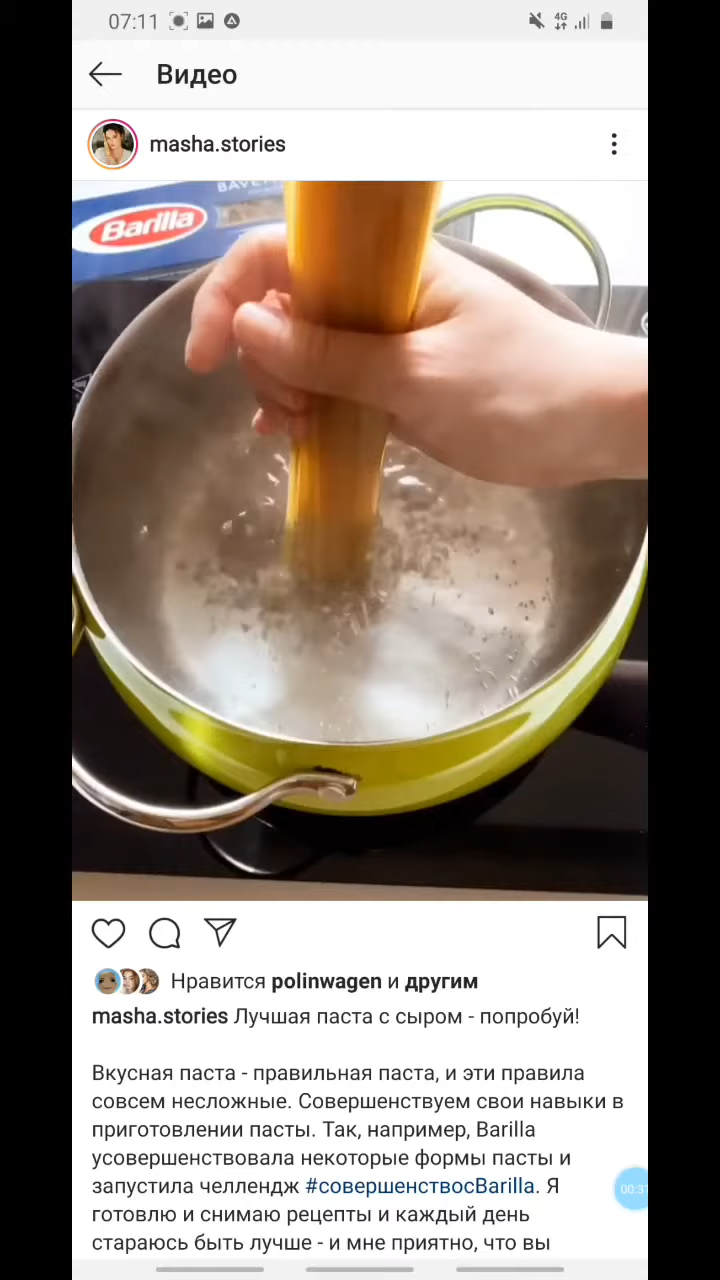 07:11
4G
Видео
masha.stories
Barilla
Нравится polinwagen и другим
masha.stories Лучшая паста с сыром - попробуй!
Вкусная паста - правильная паста, и эти правила
совсем несложные. Совершенствуем свои навыки в
приготовлении пасты. Так, например, Barilla
усовершенствовала некоторые формы пасты и
запустила челлендж #совершенствосBarilla. Я
готовлю и снимаю рецепты и каждый день
стараюсь быть лучше - и мне приятно, что вы